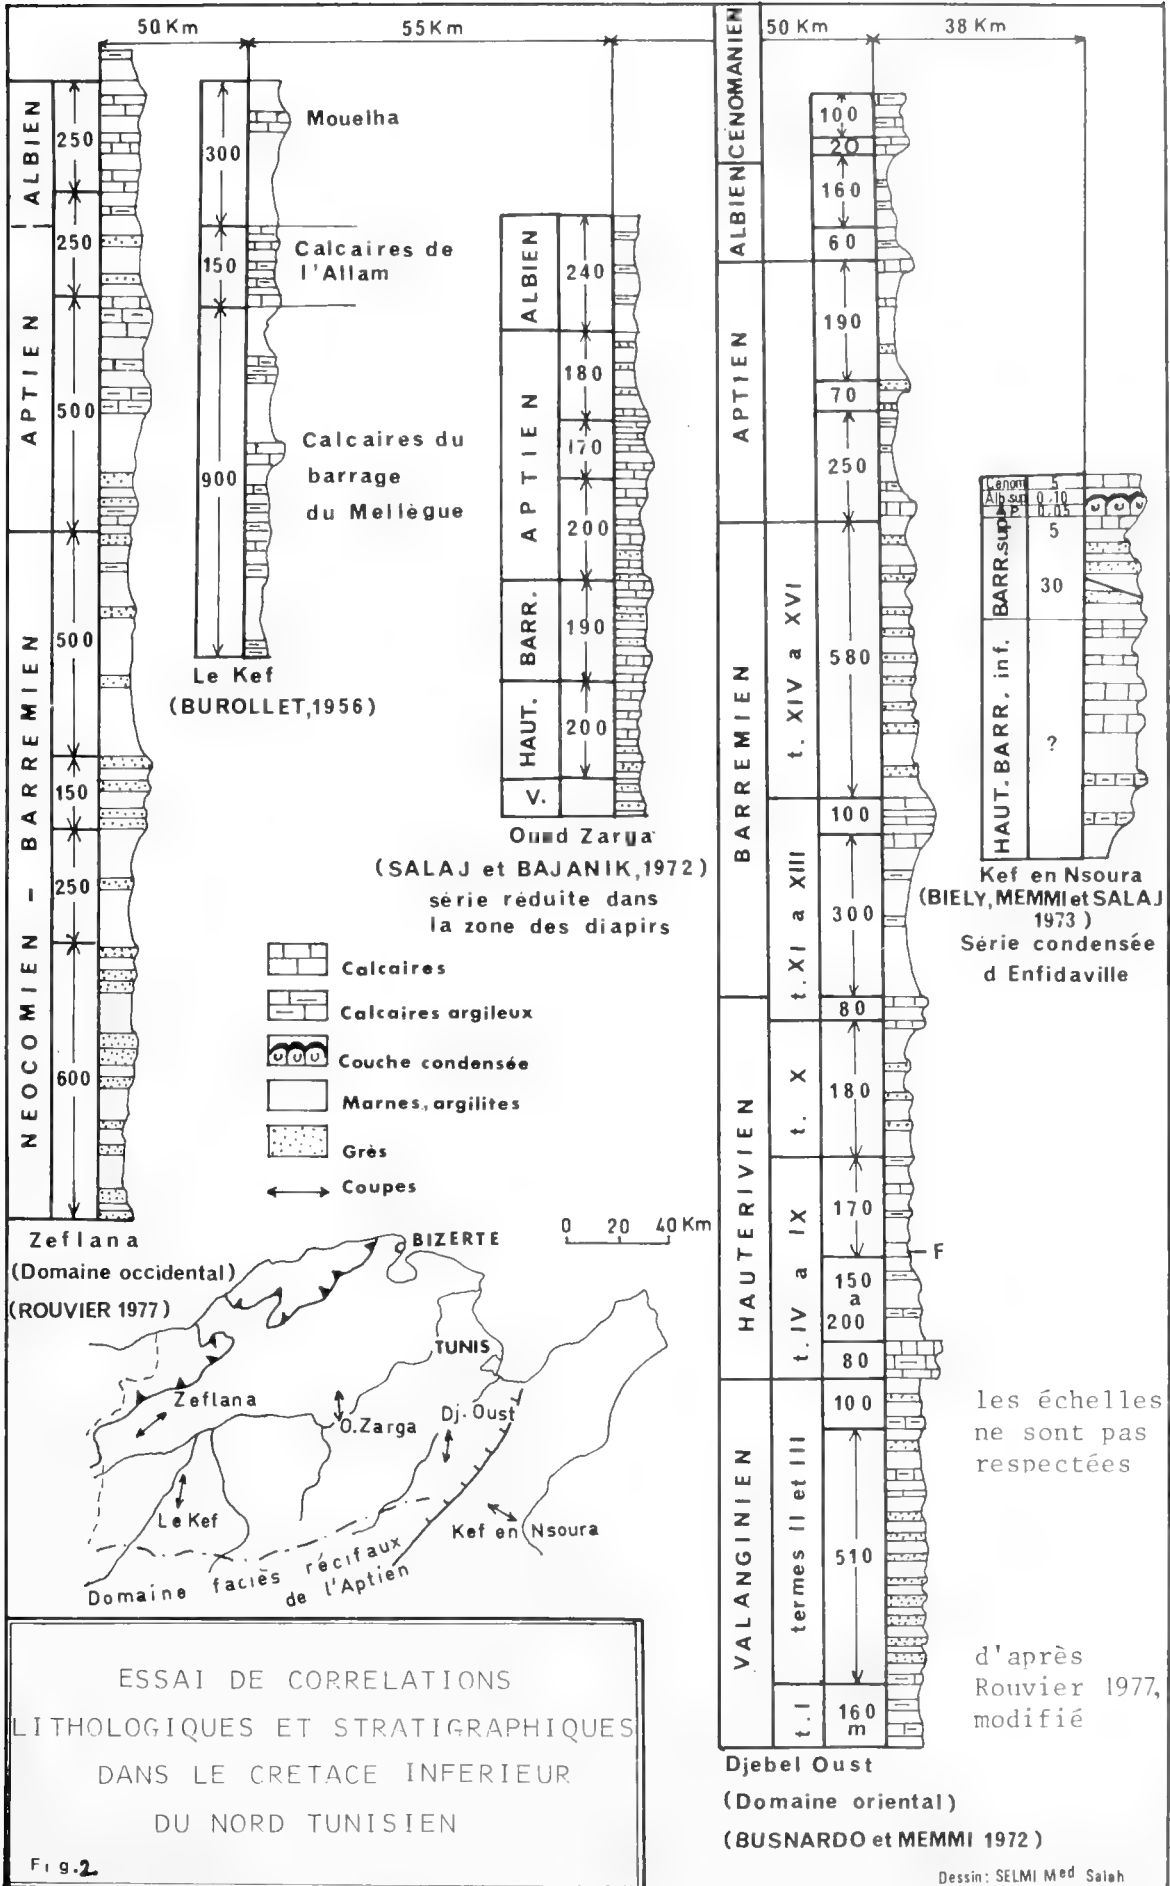 50 Km
55 Km
50 Km
38 Km
ALBIEN
APTIEN
NEOCOMIEN - BARREMIEN
250
250
500
500
150
250
600
Zeflana
(Domaine occidental)
(ROUVIER 1977)
300
150
900
Mouelha
Calcaires de
l'Allam
Calcaires du
barrage
du Mellègue
Le Kef
(BUROLLET,1956)
ALBIEN
APTIEN
BARR.
HAUT.
V.
240
180
170
200
190
200
Oued Zarga
(SALAJ et BAJANIK,1972)
série réduite dans
la zone des diapirs
Calcaires
Calcaires argileux
Couche condensée
Marnes, argilites
Grès
Coupes
CENOMANIEN
ALBIEN
APTIEN
BARREMIEN
HAUTERIVIEN
VALANGINIEN
t. XIV a XVI
t. XI a XIII
t. X
t. IV a IX
termes II et III
t. I
100
20
160
60
190
70
250
580
100
300
80
180
170
F
150
a
200
80
100
510
160
m
Djebel Oust
(Domaine oriental)
(BUSNARDO et MEMMI 1972)
Cenom
5
Alb sup
0,10
0,05
BARR.sup
5
30
HAUT. BARR. inf.
?
Kef en Nsoura
(BIELY, MEMMI et SALAJ
1973)
Série condensée
d Enfidaville
BIZERTE
0 20 40 Km
TUNIS
Zeflana
O.Zarga
Dj. Oust
Le Kef
Kef en Nsoura
Domaine faciès récifaux
de l'Aptien
les échelles
ne sont pas
respectées
d'après
Rouvier 1977,
modifié
ESSAI DE CORRELATIONS
LITHOLOGIQUES ET STRATIGRAPHIQUES
DANS LE CRETACE INFERIEUR
DU NORD TUNISIEN
Fig.2
Dessin: SELMI Med Salah